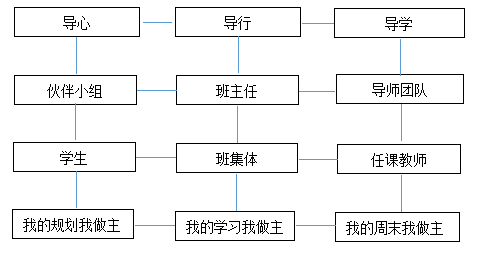 导心 导行 导学
伙伴小组 班主任 导师团队
学生 班集体 任课教师
我的规划我做主 我的学习我做主 我的周末我做主